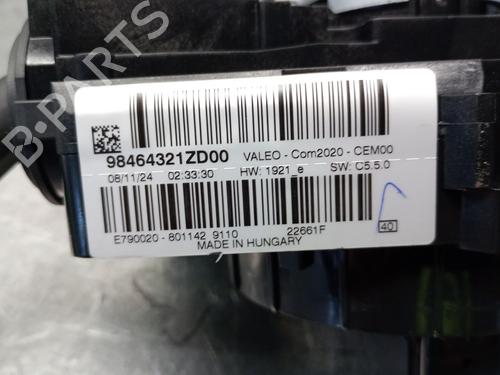 B-PARTS
98464321ZD00 VALEO - Com2020 - CEM00
08/11/24 02:33:30 HW: 1921_e SW: C5.5.0
E790020 - 801142 9110 22661F
MADE IN HUNGARY
40